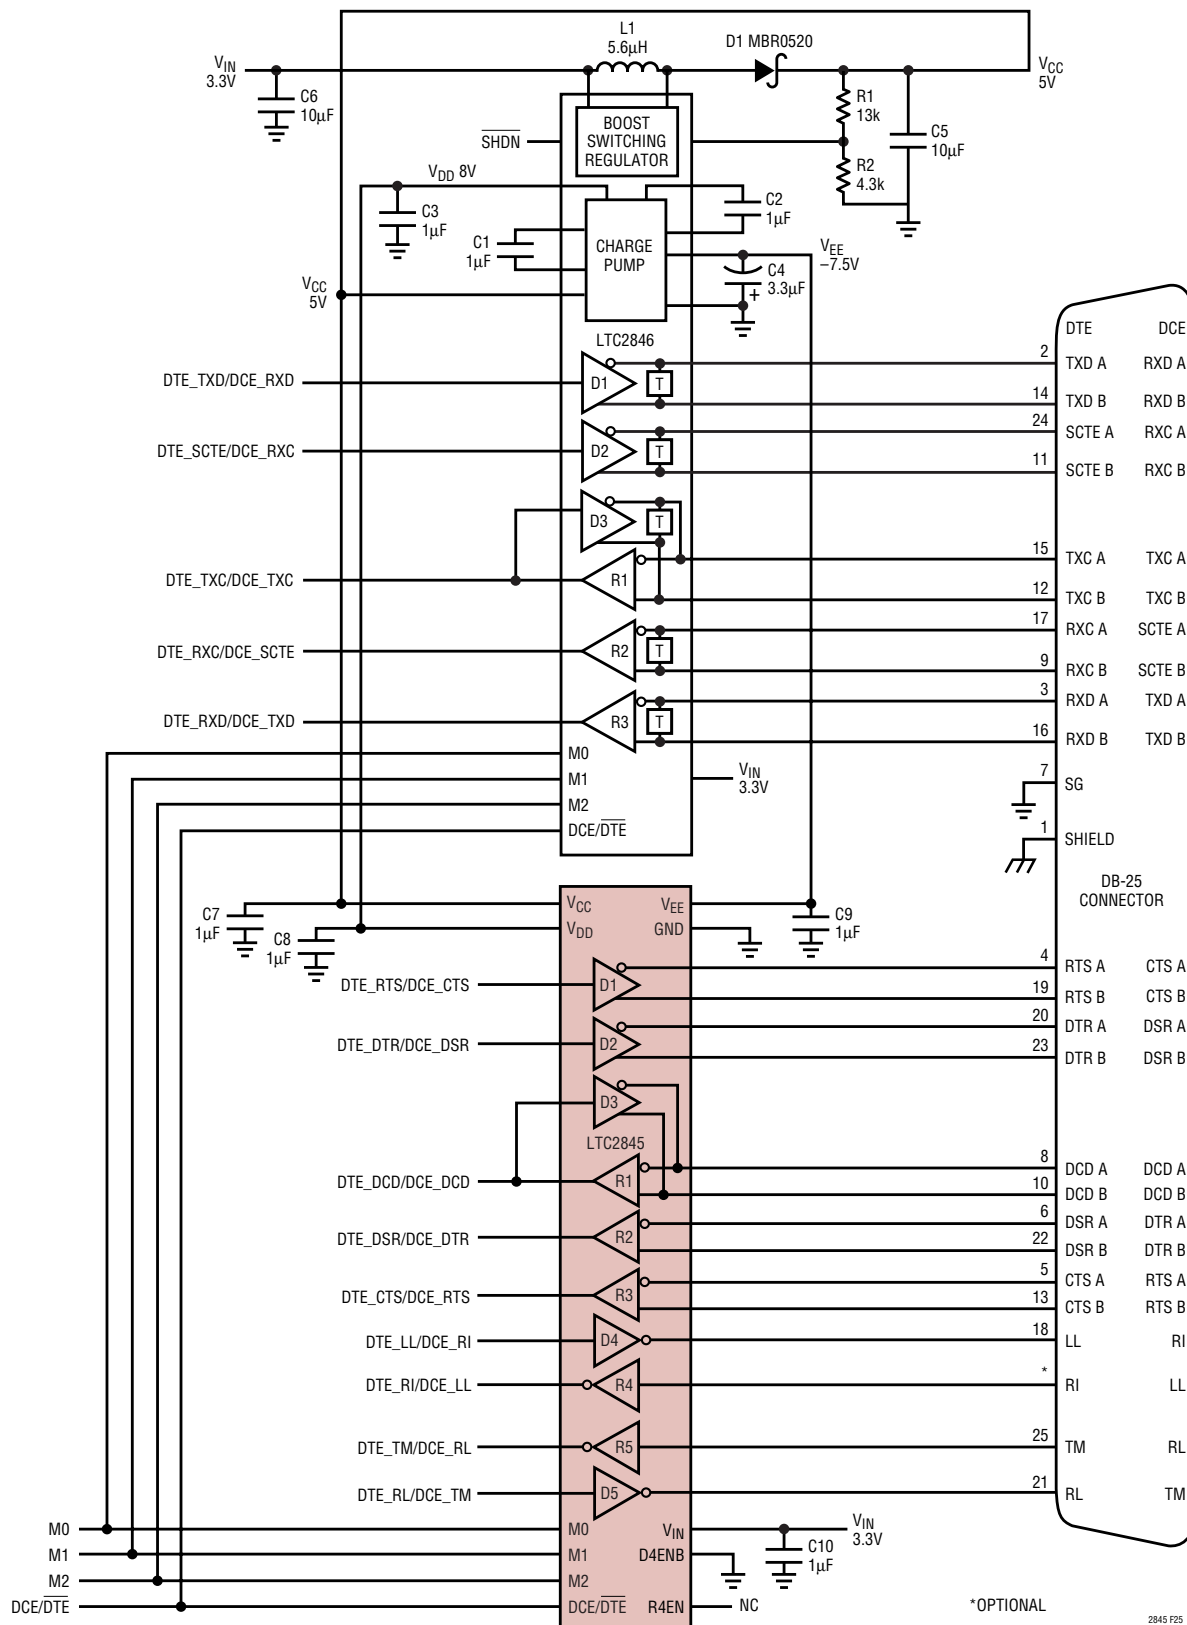 L1
5.6µH
D1 MBR0520
VIN
3.3V
VCC
5V
C6
10µF
R1
13k
BOOST
SWITCHING
REGULATOR
SHDN
C5
10µF
R2
4.3k
VDD 8V
C3
1µF
C2
1µF
C1
1µF
CHARGE
PUMP
VEE
–7.5V
C4
3.3µF
+
VCC
5V
LTC2846
DTE DCE
DTE_TXD/DCE_RXD D1 T
2 TXD A RXD A
14 TXD B RXD B
DTE_SCTE/DCE_RXC D2 T
24 SCTE A RXC A
11 SCTE B RXC B
D3 T
DTE_TXC/DCE_TXC R1
15 TXC A TXC A
12 TXC B TXC B
DTE_RXC/DCE_SCTE R2 T
17 RXC A SCTE A
9 RXC B SCTE B
DTE_RXD/DCE_TXD R3 T
3 RXD A TXD A
16 RXD B TXD B
M0
M1
M2
DCE/DTE
VIN
3.3V
7 SG
1 SHIELD
DB-25
CONNECTOR
C7
1µF
C8
1µF
VCC VEE
VDD GND
C9
1µF
DTE_RTS/DCE_CTS D1
4 RTS A CTS A
19 RTS B CTS B
DTE_DTR/DCE_DSR D2
20 DTR A DSR A
23 DTR B DSR B
D3
LTC2845
DTE_DCD/DCE_DCD R1
8 DCD A DCD A
10 DCD B DCD B
DTE_DSR/DCE_DTR R2
6 DSR A DTR A
22 DSR B DTR B
DTE_CTS/DCE_RTS R3
5 CTS A RTS A
13 CTS B RTS B
DTE_LL/DCE_RI D4 18 LL RI
DTE_RI/DCE_LL R4 * RI LL
DTE_TM/DCE_RL R5 25 TM RL
DTE_RL/DCE_TM D5 21 RL TM
M0 M0 VIN
VIN
3.3V
M1 M1 D4ENB
C10
1µF
M2 M2
DCE/DTE DCE/DTE R4EN NC
*OPTIONAL
2845 F25